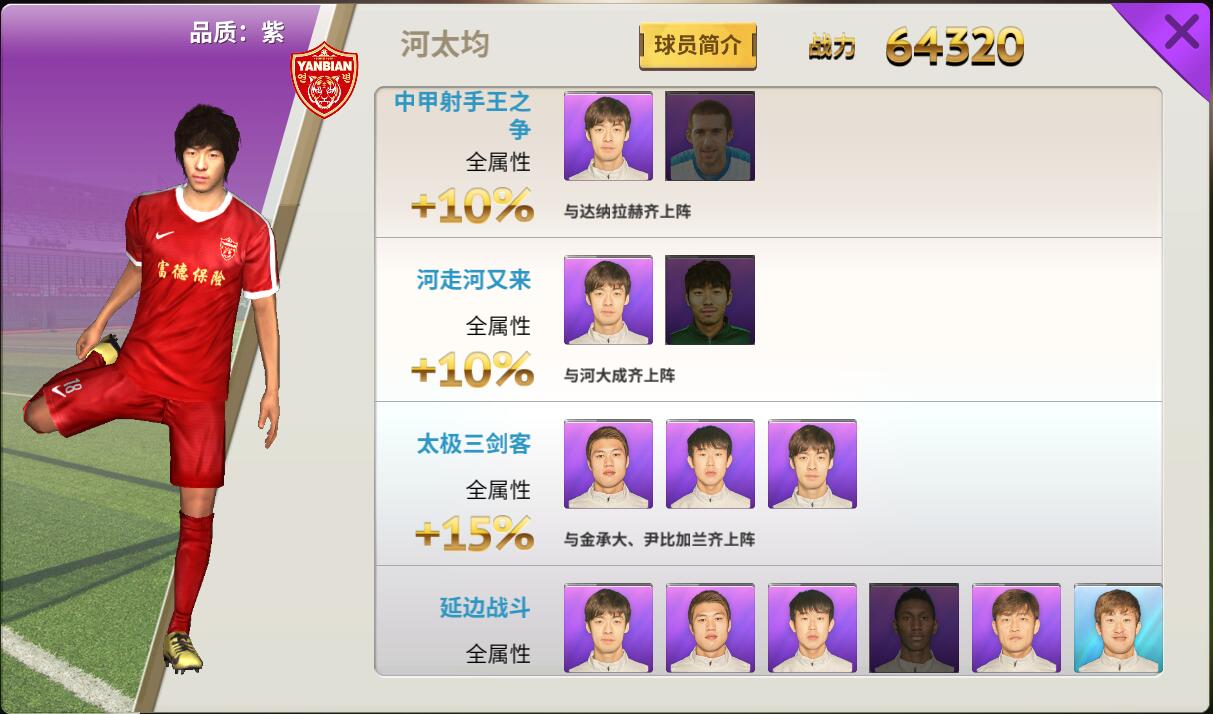 品质：紫
YANBIAN
富德保险
18
河太均
球员简介
战力
64320
中甲射手王之
争
全属性
+10%
与达纳拉赫齐上阵
河走河又来
全属性
+10%
与河大成齐上阵
太极三剑客
全属性
+15%
与金承大、尹比加兰齐上阵
延边战斗
全属性